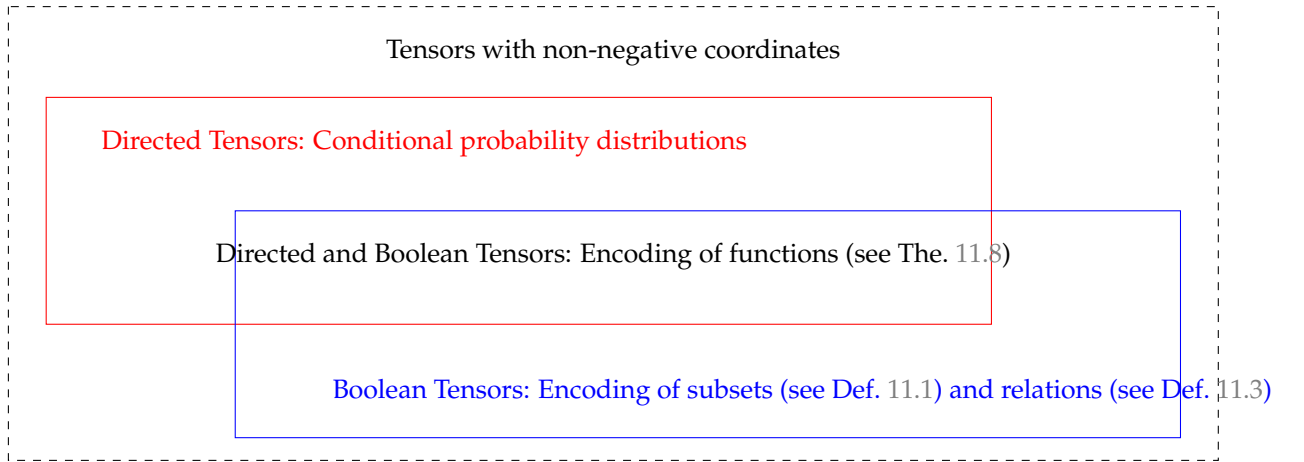 Tensors with non-negative coordinates
Directed Tensors: Conditional probability distributions
Directed and Boolean Tensors: Encoding of functions (see The. 11.8)
Boolean Tensors: Encoding of subsets (see Def. 11.1) and relations (see Def. 11.3)